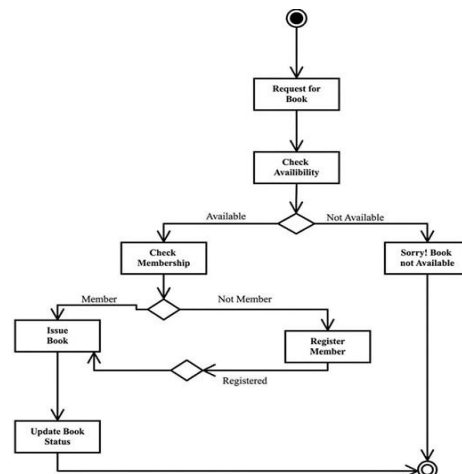 Request for
Book
Check
Availibility
Available
Not Available
Check
Membership
Sorry! Book
not Available
Member
Not Member
Issue
Book
Register
Member
Registered
Update Book
Status